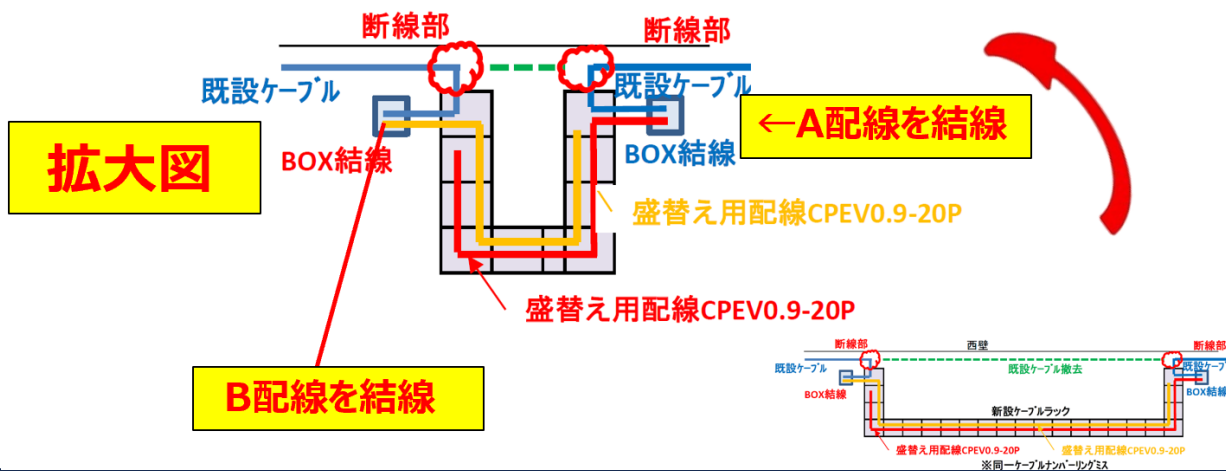 断線部
断線部
既設ケーブル
既設ケーブル
←A配線を結線
拡大図
BOX結線
BOX結線
盛替え用配線CPEV0.9-20P
盛替え用配線CPEV0.9-20P
B配線を結線
断線部
西壁
断線部
既設ケーブル
既設ケーブル撤去
既設ケーブル
BOX結線
BOX結線
新設ケーブルラック
盛替え用配線CPEV0.9-20P
盛替え用配線CPEV0.9-20P
※同一ケーブルナンバーリングミス